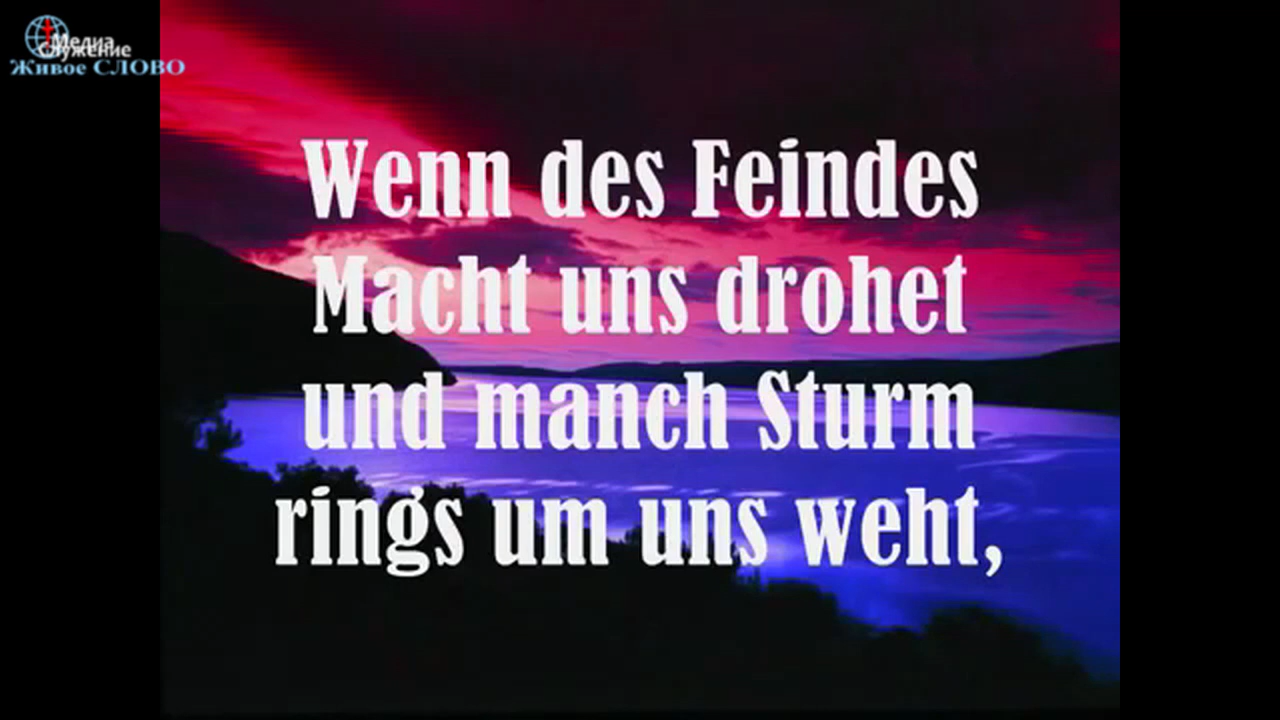 Медиа
Служение
Живое СЛОВО
Wenn des Feindes
Macht uns drohet
und manch Sturm
rings um uns weht,